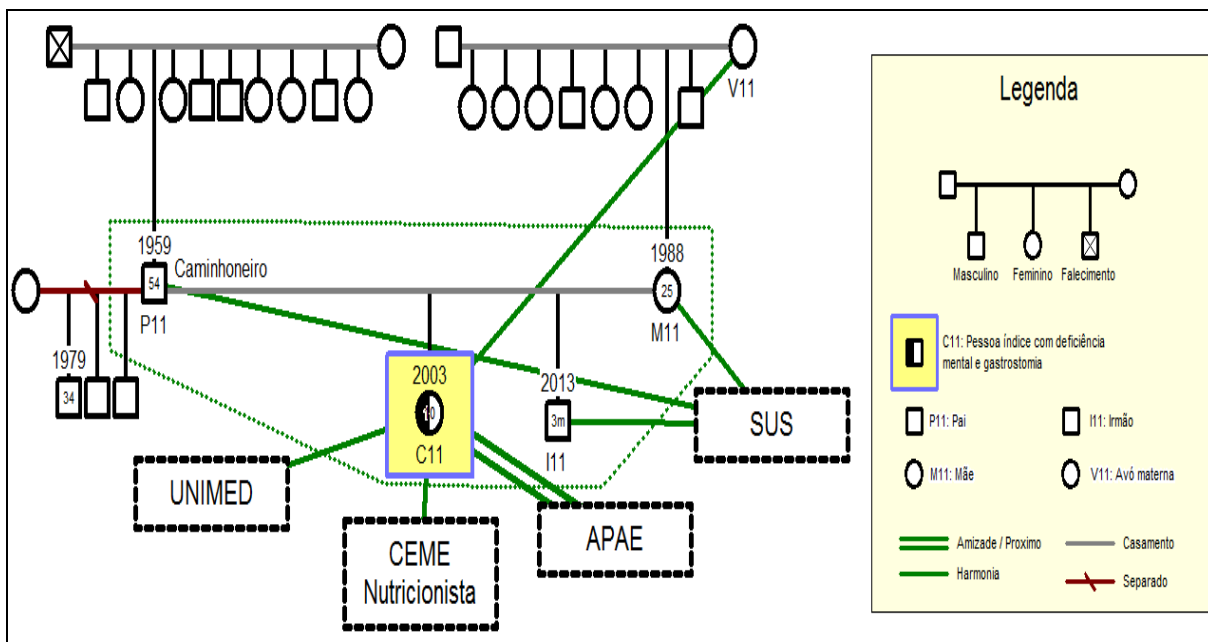 V11
1959
1988
Caminhoneiro
54
25
P11
M11
1979
34
2003
2013
10
3m
C11
I11
SUS
UNIMED
CEME
Nutricionista
APAE
Legenda
Masculino
Feminino
Falecimento
C11: Pessoa índice com deficiência
mental e gastrostomia
P11: Pai
I11: Irmão
M11: Mãe
V11: Avó materna
Amizade / Proximo
Casamento
Harmonia
Separado